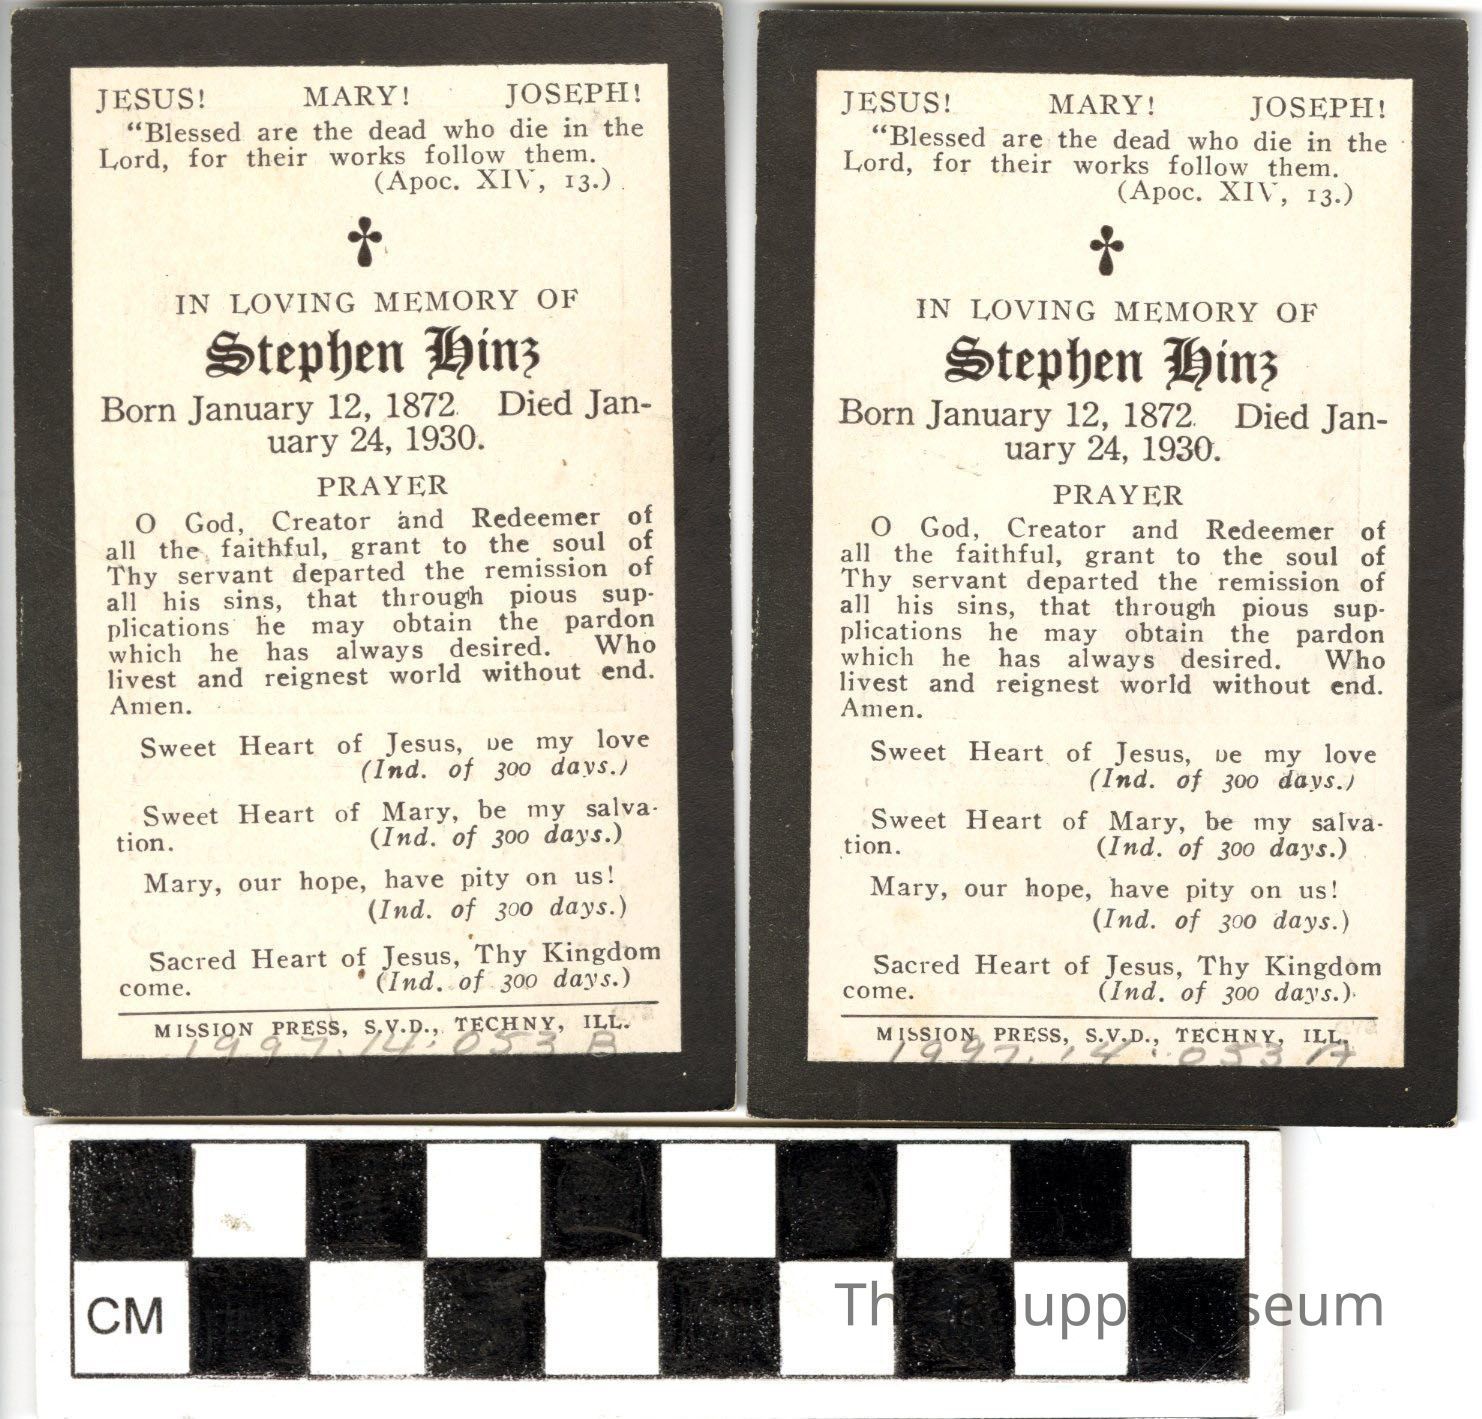 JESUS! MARY! JOSEPH!
“Blessed are the dead who die in the
Lord, for their works follow them.
(Apoc. XIV, 13.)
IN LOVING MEMORY OF
Stephen Hinz
Born January 12, 1872. Died Jan-
uary 24, 1930.
PRAYER
O God, Creator and Redeemer of
all the faithful, grant to the soul of
Thy servant departed the remission of
all his sins, that through pious sup-
plications he may obtain the pardon
which he has always desired. Who
livest and reignest world without end.
Amen.
Sweet Heart of Jesus, be my love
(Ind. of 300 days.)
Sweet Heart of Mary, be my salva-
tion. (Ind. of 300 days.)
Mary, our hope, have pity on us!
(Ind. of 300 days.)
Sacred Heart of Jesus, Thy Kingdom
come. (Ind. of 300 days.)
MISSION PRESS, S.V.D., TECHNY, ILL.
1997.14.053 B
JESUS! MARY! JOSEPH!
“Blessed are the dead who die in the
Lord, for their works follow them.
(Apoc. XIV, 13.)
IN LOVING MEMORY OF
Stephen Hinz
Born January 12, 1872. Died Jan-
uary 24, 1930.
PRAYER
O God, Creator and Redeemer of
all the faithful, grant to the soul of
Thy servant departed the remission of
all his sins, that through pious sup-
plications he may obtain the pardon
which he has always desired. Who
livest and reignest world without end.
Amen.
Sweet Heart of Jesus, be my love
(Ind. of 300 days.)
Sweet Heart of Mary, be my salva-
tion. (Ind. of 300 days.)
Mary, our hope, have pity on us!
(Ind. of 300 days.)
Sacred Heart of Jesus, Thy Kingdom
come. (Ind. of 300 days.)
MISSION PRESS, S.V.D., TECHNY, ILL.
1997.14.053 A
CM
The Raupp Museum